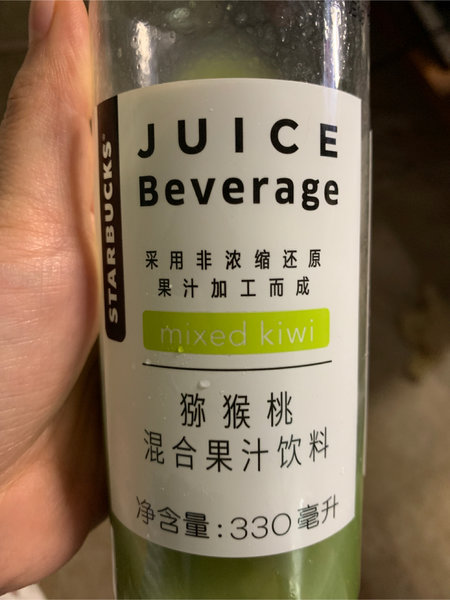 STARBUCKS®
JUICE
Beverage
采用非浓缩还原
果汁加工而成
mixed kiwi
猕猴桃
混合果汁饮料
净含量:330毫升